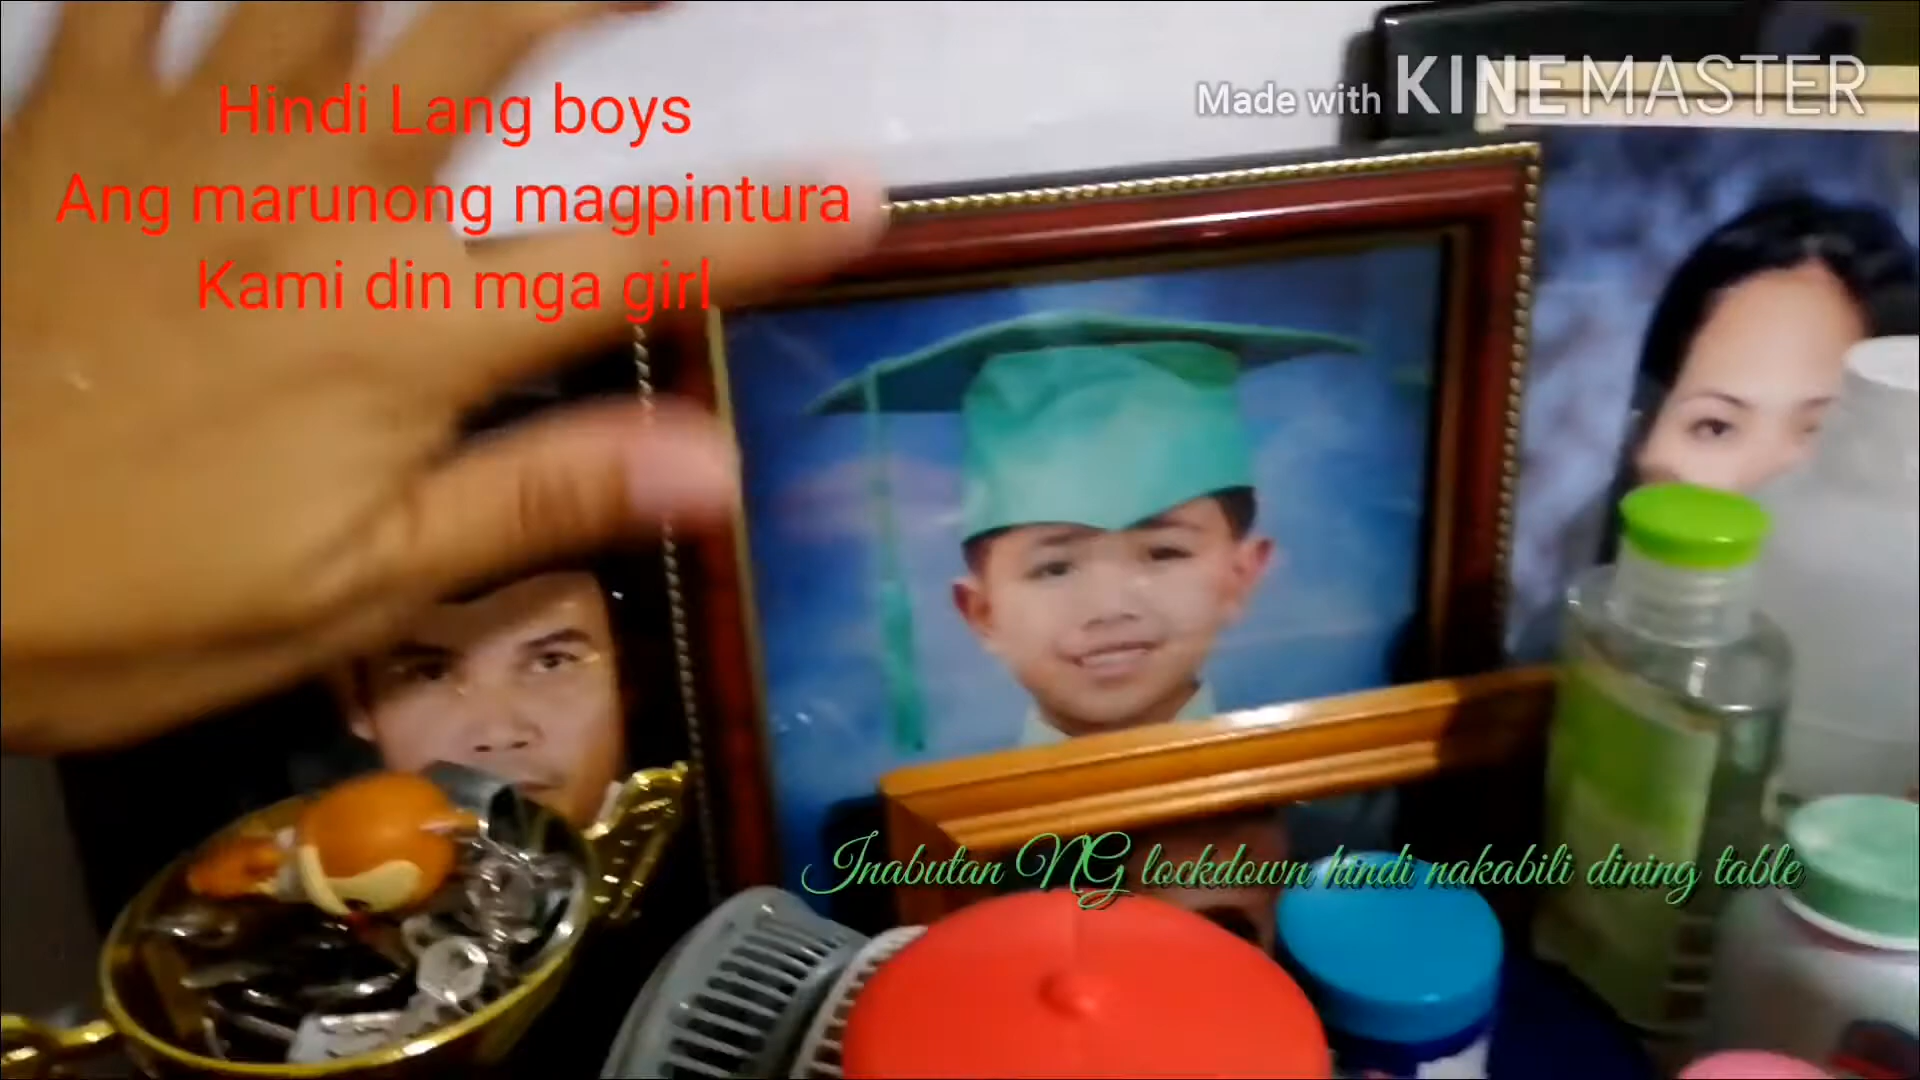 Made with KINEMASTER
Hindi Lang boys
Ang marunong magpintura
Kami din mga girl
Inabutan NG lockdown hindi nakabili dining table